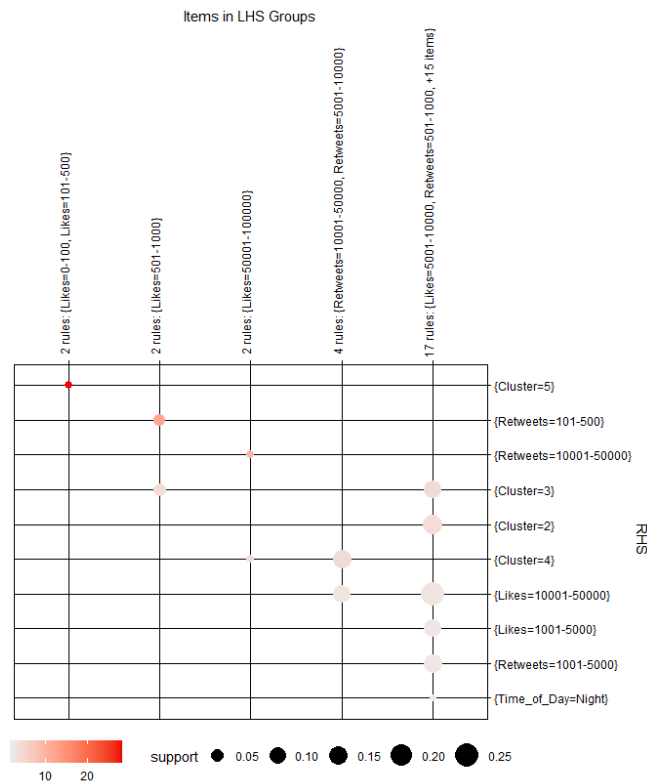 Items in LHS Groups
2 rules: {Likes=0-100, Likes=101-500}
2 rules: {Likes=501-1000}
2 rules: {Likes=50001-100000}
4 rules: {Retweets=10001-50000, Retweets=5001-10000}
17 rules: {Likes=5001-10000, Retweets=501-1000, +15 items}
{Cluster=5}
{Retweets=101-500}
{Retweets=10001-50000}
{Cluster=3}
{Cluster=2}
{Cluster=4}
{Likes=10001-50000}
{Likes=1001-5000}
{Retweets=1001-5000}
{Time_of_Day=Night}
RHS
10 20
support 0.05 0.10 0.15 0.20 0.25